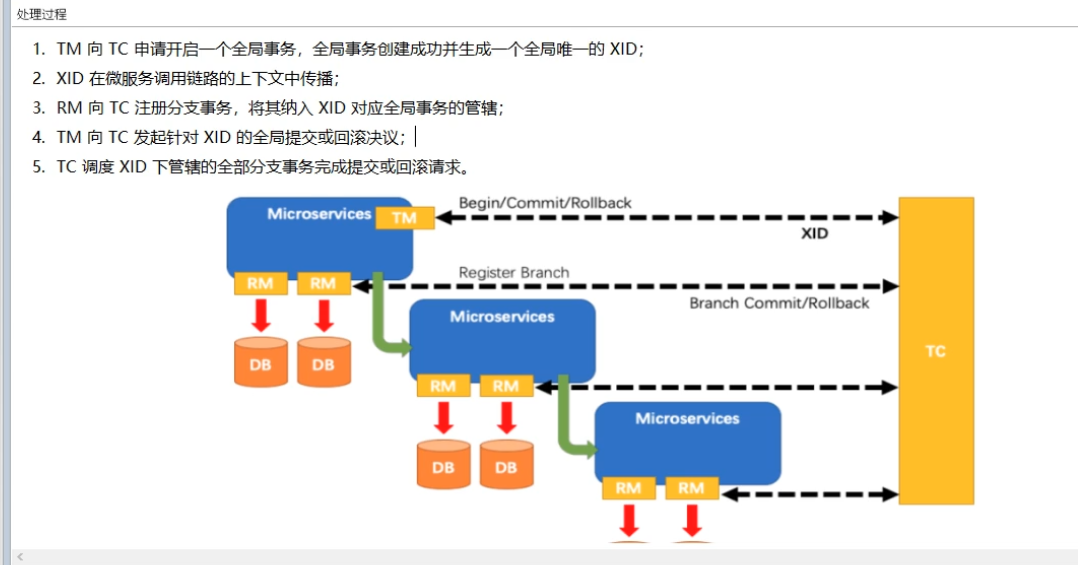 处理过程
1. TM 向 TC 申请开启一个全局事务，全局事务创建成功并生成一个全局唯一的 XID；
2. XID 在微服务调用链路的上下文中传播；
3. RM 向 TC 注册分支事务，将其纳入 XID 对应全局事务的管辖；
4. TM 向 TC 发起针对 XID 的全局提交或回滚决议；
5. TC 调度 XID 下管辖的全部分支事务完成提交或回滚请求。
Begin/Commit/Rollback
Microservices TM
XID
Register Branch
RM RM
Branch Commit/Rollback
Microservices
TC
DB DB
RM RM
Microservices
DB DB
RM RM